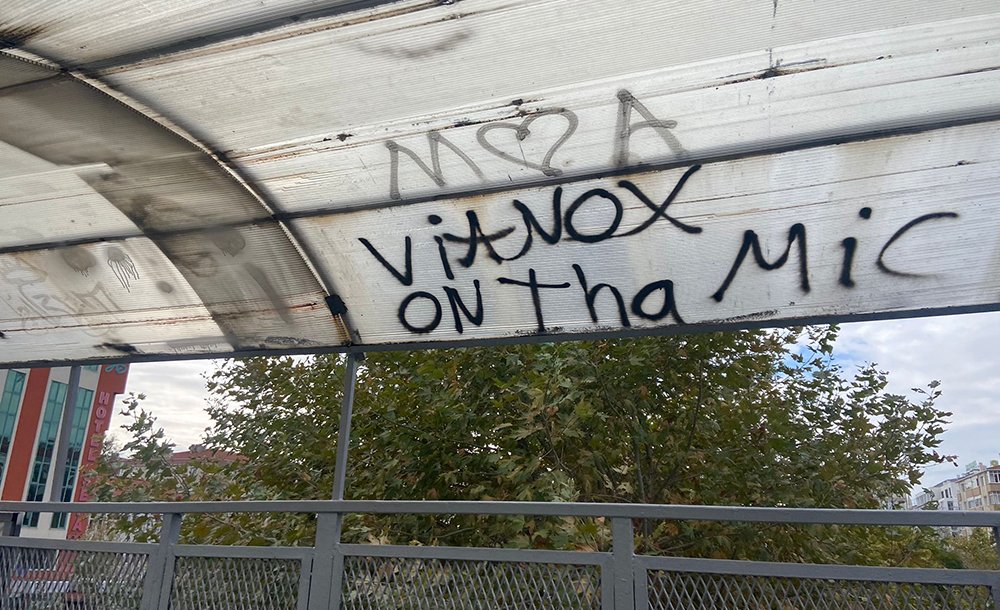 M ♡ A
ViANOX
ON Tha MiC
HOTEL